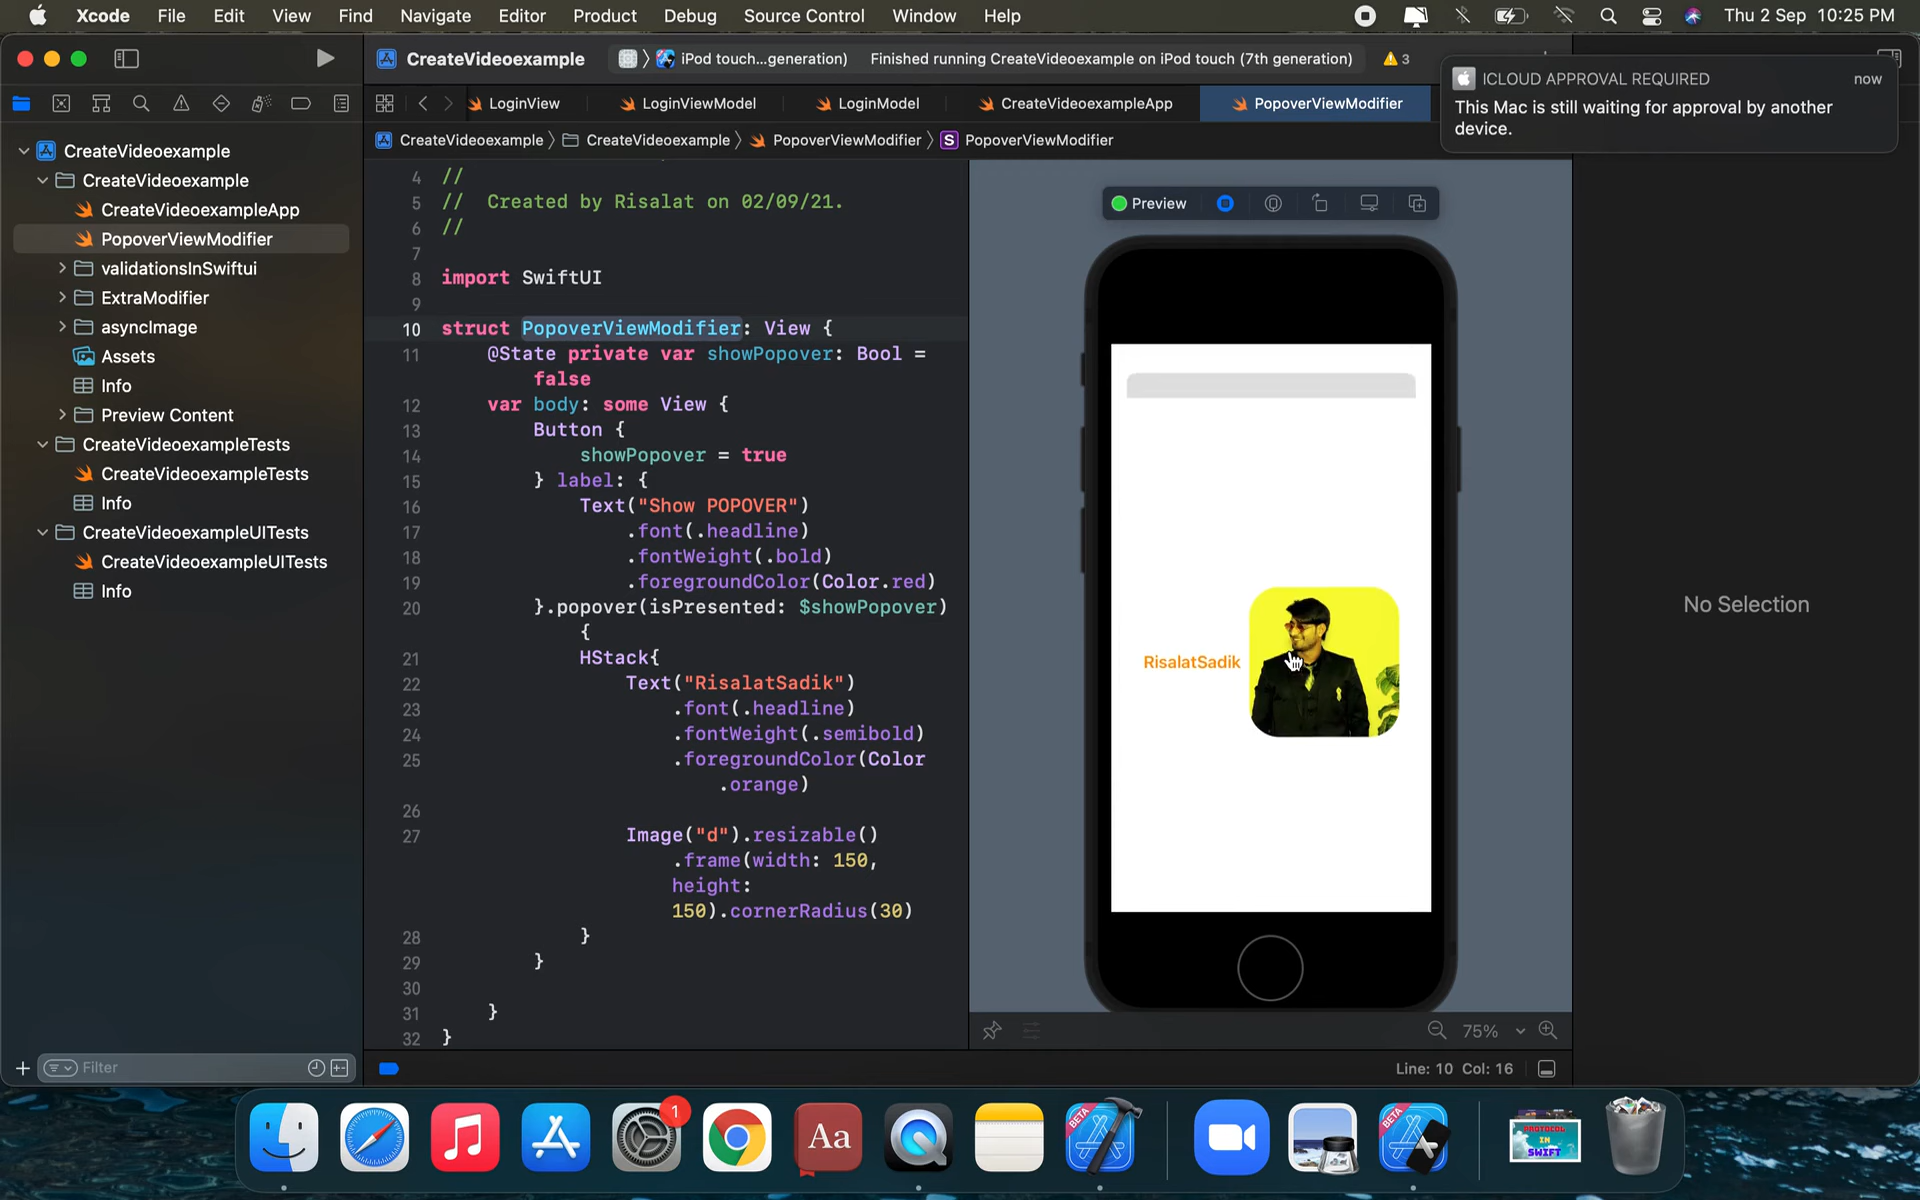 Xcode File Edit View Find Navigate Editor Product Debug Source Control Window Help Thu 2 Sep 10:25 PM
CreateVideoexample iPod touch...generation) Finished running CreateVideoexample on iPod touch (7th generation) 3
ICLOUD APPROVAL REQUIRED now
This Mac is still waiting for approval by another
device.
LoginView LoginViewModel LoginModel CreateVideoexampleApp PopoverViewModifier
CreateVideoexample CreateVideoexample PopoverViewModifier S PopoverViewModifier
CreateVideoexample
CreateVideoexample
CreateVideoexampleApp
PopoverViewModifier
validationsInSwiftui
ExtraModifier
asyncImage
Assets
Info
Preview Content
CreateVideoexampleTests
CreateVideoexampleTests
Info
CreateVideoexampleUITests
CreateVideoexampleUITests
Info
Filter
4 //
5 // Created by Risalat on 02/09/21.
6 //
7
8 import SwiftUI
9
10 struct PopoverViewModifier: View {
11 @State private var showPopover: Bool =
false
12 var body: some View {
13 Button {
14 showPopover = true
15 } label: {
16 Text("Show POPOVER")
17 .font(.headline)
18 .fontWeight(.bold)
19 .foregroundColor(Color.red)
20 }.popover(isPresented: $showPopover)
{
21 HStack{
22 Text("RisalatSadik")
23 .font(.headline)
24 .fontWeight(.semibold)
25 .foregroundColor(Color
.orange)
26
27 Image("d").resizable()
.frame(width: 150,
height:
150).cornerRadius(30)
28 }
29 }
30
31 }
32 }
Preview
RisalatSadik
75%
No Selection
Line: 10 Col: 16
1
BETA
Aa
BETA
PROTOCOL
IN
SWIFT